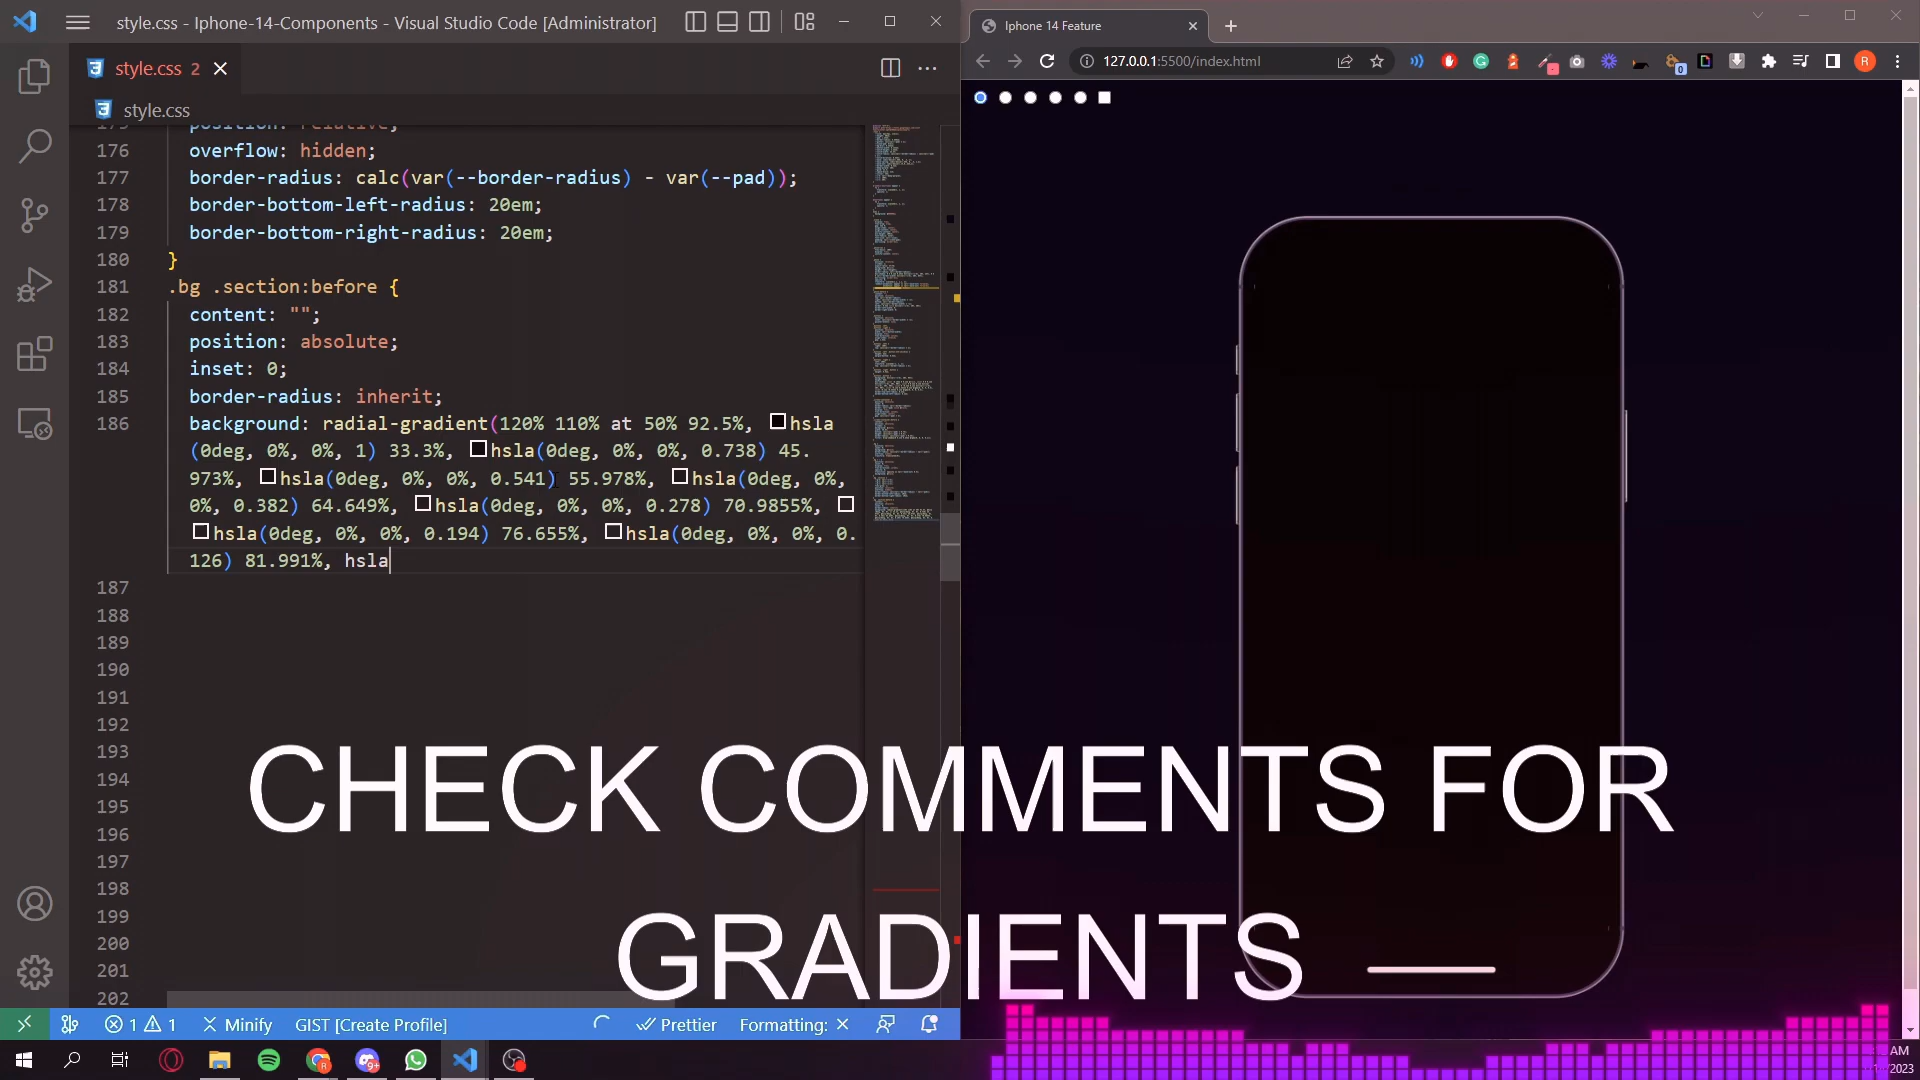 style.css - Iphone-14-Components - Visual Studio Code [Administrator]
Iphone 14 Feature
style.css 2
127.0.0.1:5500/index.html
style.css
position: relative;
176 overflow: hidden;
177 border-radius: calc(var(--border-radius) - var(--pad));
178 border-bottom-left-radius: 20em;
179 border-bottom-right-radius: 20em;
180 }
181 .bg .section:before {
182 content: "";
183 position: absolute;
184 inset: 0;
185 border-radius: inherit;
186 background: radial-gradient(120% 110% at 50% 92.5%, hsla
(0deg, 0%, 0%, 1) 33.3%, hsla(0deg, 0%, 0%, 0.738) 45.
973%, hsla(0deg, 0%, 0%, 0.541) 55.978%, hsla(0deg, 0%,
0%, 0.382) 64.649%, hsla(0deg, 0%, 0%, 0.278) 70.9855%,
hsla(0deg, 0%, 0%, 0.194) 76.655%, hsla(0deg, 0%, 0%, 0.
126) 81.991%, hsla
187
188
189
190
191
192
193
194
195
196
197
198
199
200
201
202
CHECK COMMENTS FOR
GRADIENTS
1 1 Minify GIST [Create Profile] Prettier Formatting: